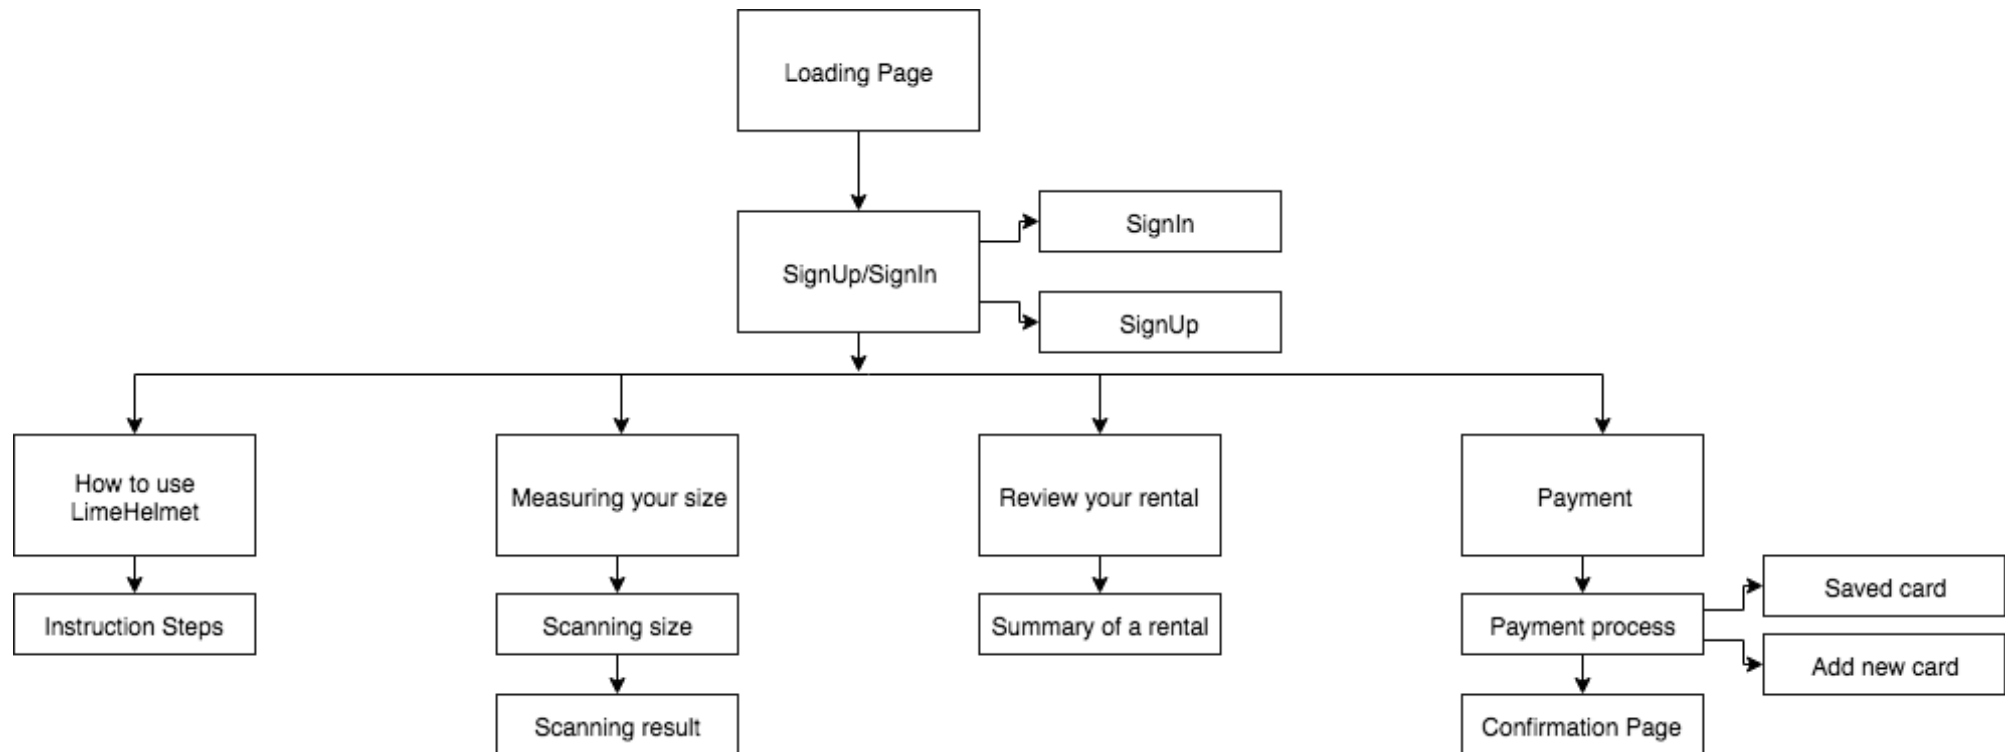 Loading Page
SignIn
SignUp/SignIn
SignUp
How to use
LimeHelmet
Measuring your size
Review your rental
Payment
Instruction Steps
Scanning size
Summary of a rental
Payment process
Saved card
Add new card
Scanning result
Confirmation Page